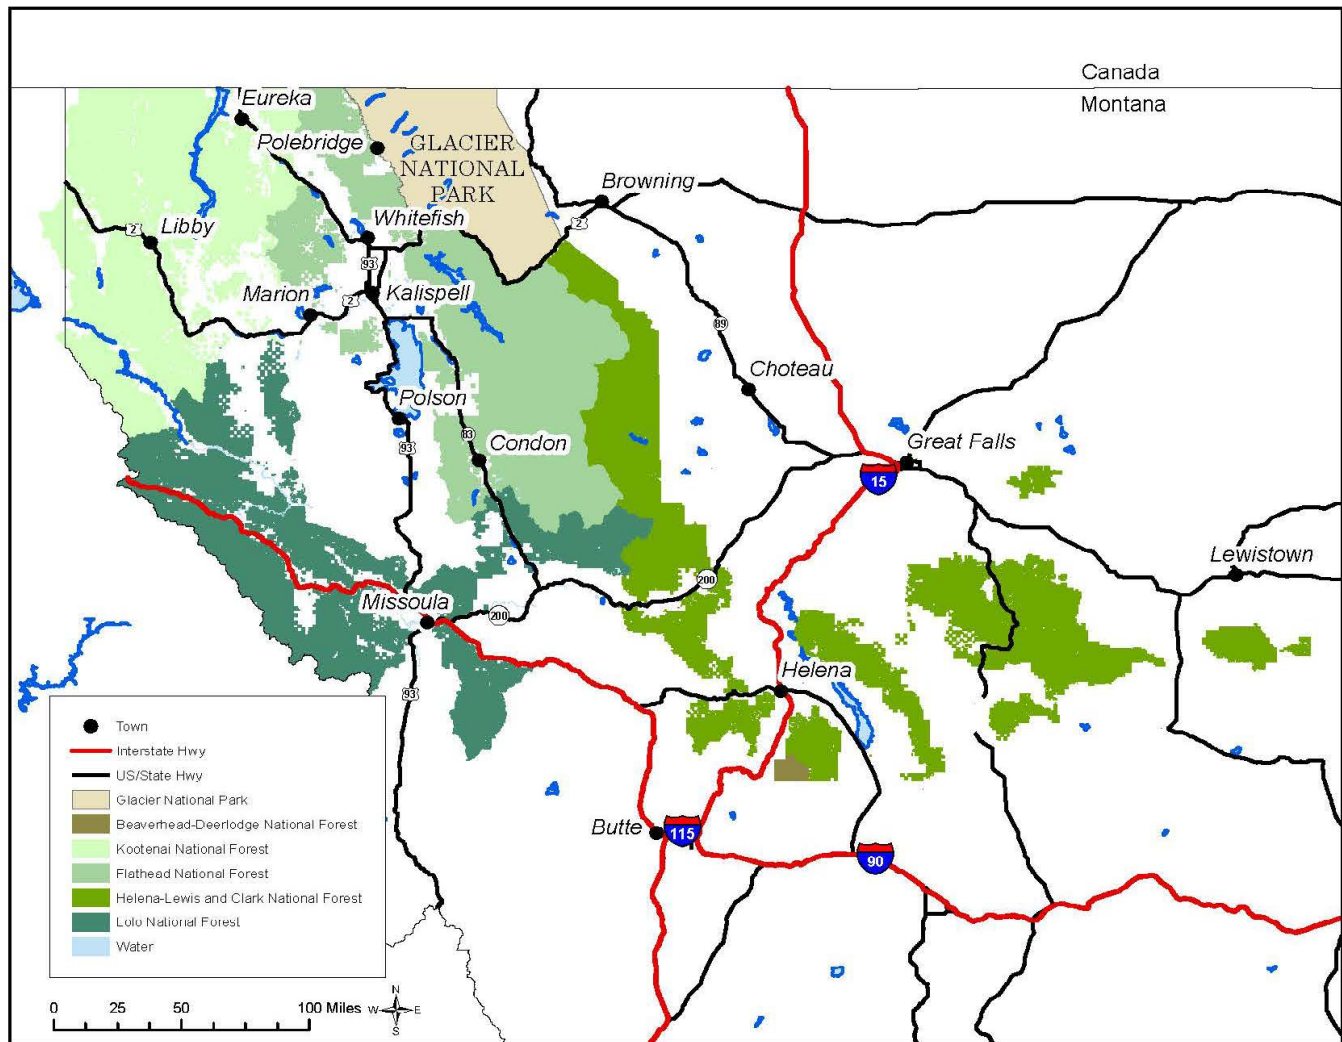 Canada
Montana
Eureka
Polebridge
GLACIER
NATIONAL
PARK
Browning
2
Whitefish
2
Libby
93
Marion
2
Kalispell
89
Choteau
Polson
93
83
Condon
Great Falls
15
Lewistown
200
Missoula
200
Helena
93
Town
Interstate Hwy
US/State Hwy
Glacier National Park
Beaverhead-Deerlodge National Forest
Kootenai National Forest
Flathead National Forest
Helena-Lewis and Clark National Forest
Lolo National Forest
Water
Butte
115
90
0 25 50 100 Miles
N
W E
S